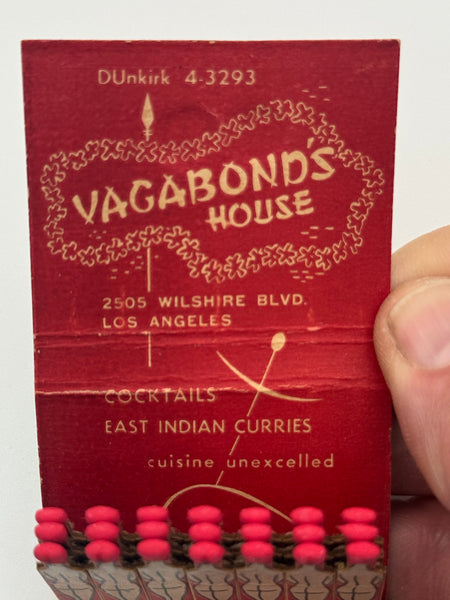 DUnkirk 4-3293
VAGABOND'S
HOUSE
2505 WILSHIRE BLVD.
LOS ANGELES
COCKTAILS
EAST INDIAN CURRIES
cuisine unexcelled